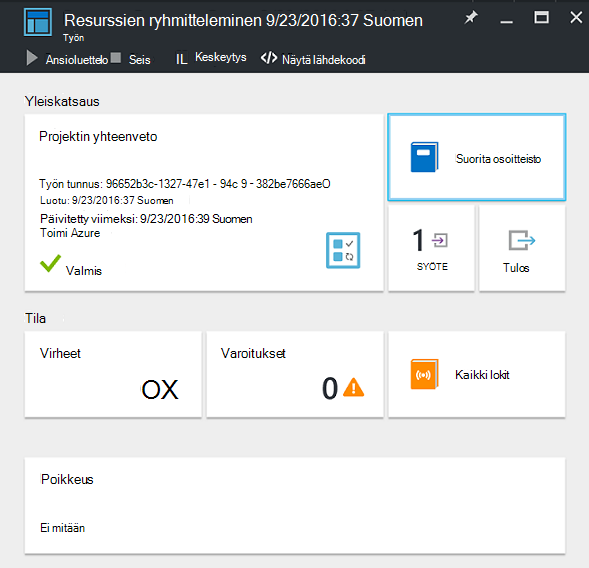 Resurssien ryhmitteleminen 9/23/2016:37 Suomen
Työn
Ansioluettelo Seis IL Keskeytys </> Näytä lähdekoodi
Yleiskatsaus
Projektin yhteenveto
Työn tunnus: 96652b3c-1327-47e1 - 94c 9 - 382be7666aeO
Luotu: 9/23/2016:37 Suomen
Päivitetty viimeksi: 9/23/2016:39 Suomen
Toimi Azure
Valmis
Suorita osoitteisto
1
SYÖTE
Tulos
Tila
Virheet
OX
Varoitukset
0
Kaikki lokit
Poikkeus
Ei mitään